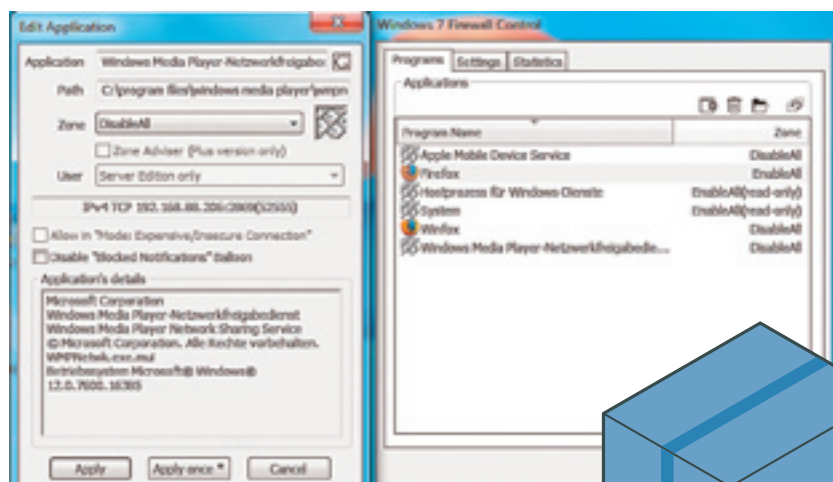 Edit Application
Application Windows Media Player-Netzwerkfreigabe
Path C:\program files\windows media player\wmpn
Zone DisableAll
Zone Adviser (Plus version only)
User Server Edition only
IPv4 TCP 192.168.88.206:2869
Allow in "Mode: Expensive/Insecure Connection"
Disable "Blocked Notifications" Balloon
Application's details
Microsoft Corporation
Windows Media Player-Netzwerkfreigabedienst
Windows Media Player Network Sharing Service
© Microsoft Corporation. Alle Rechte vorbehalten.
WMPNetwk.exe.mui
Betriebssystem Microsoft® Windows®
12.0.7600.16385
Apply Apply once * Cancel
Windows 7 Firewall Control
Programs Settings Statistics
Applications
Program Name Zone
Apple Mobile Device Service DisableAll
Firefox EnableAll
Hostprozess für Windows-Dienste EnableAll(read-only)
System EnableAll(read-only)
Winfox DisableAll
Windows Media Player-Netzwerkfreigabedie... DisableAll